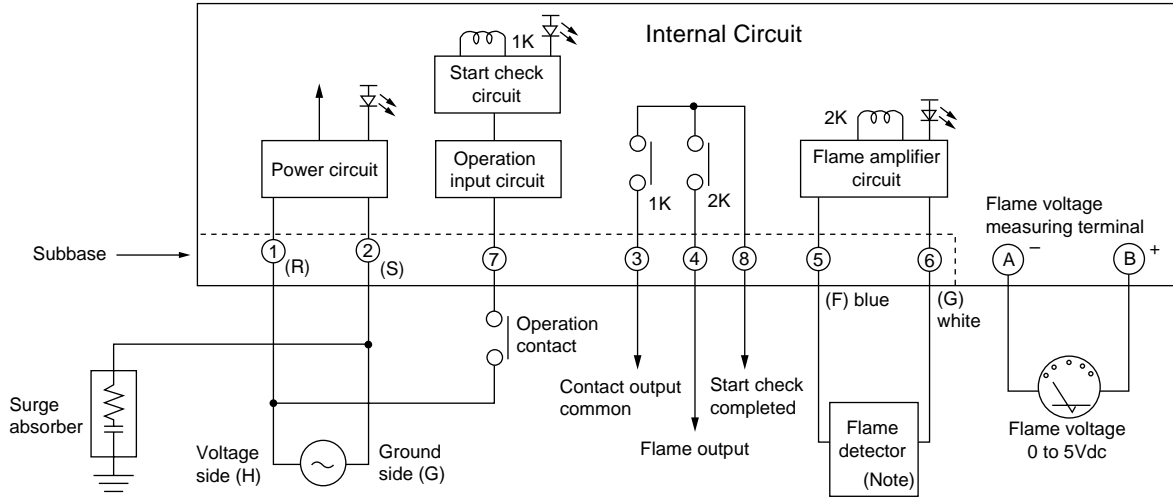 Internal Circuit
1K
Start check
circuit
Power circuit
Operation
input circuit
1K
2K
2K
Flame amplifier
circuit
Flame voltage
measuring terminal
Subbase
1
(R)
2
(S)
7
3
4
8
5
6
A
−
B
+
(F) blue
(G)
white
Operation
contact
Contact output
common
Start check
completed
Flame output
Surge
absorber
Voltage
side (H)
Ground
side (G)
Flame
detector
(Note)
Flame voltage
0 to 5Vdc